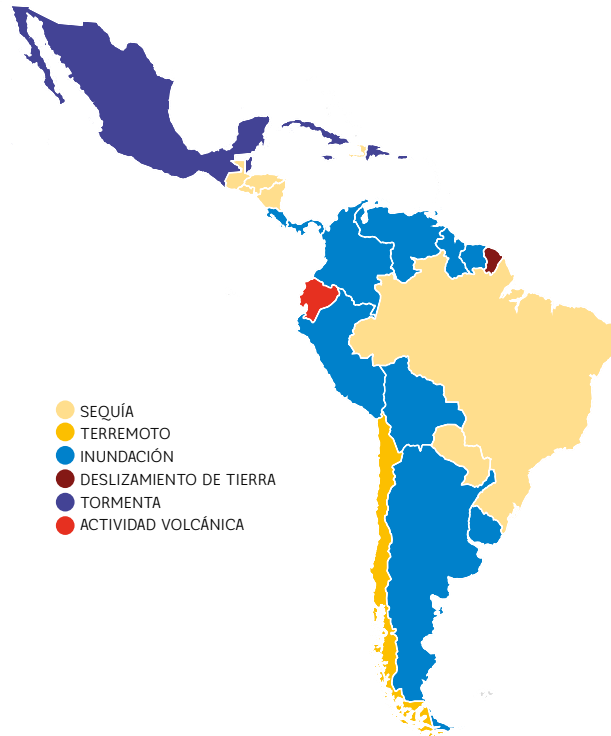 SEQUÍA
TERREMOTO
INUNDACIÓN
DESLIZAMIENTO DE TIERRA
TORMENTA
ACTIVIDAD VOLCÁNICA